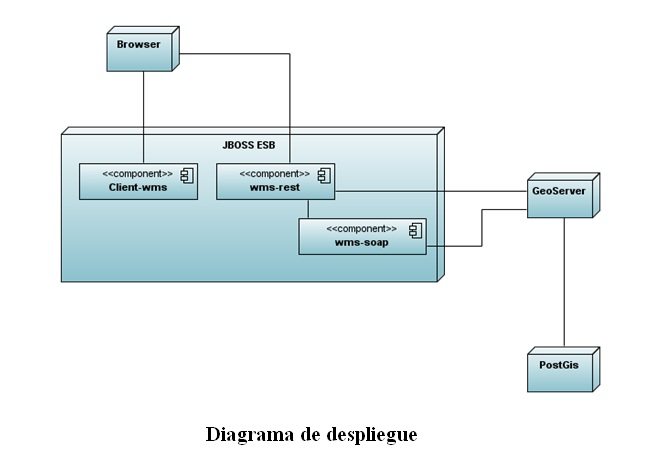 Browser
JBOSS ESB
<<component>>
Client-wms
<<component>>
wms-rest
<<component>>
wms-soap
GeoServer
PostGis
Diagrama de despliegue